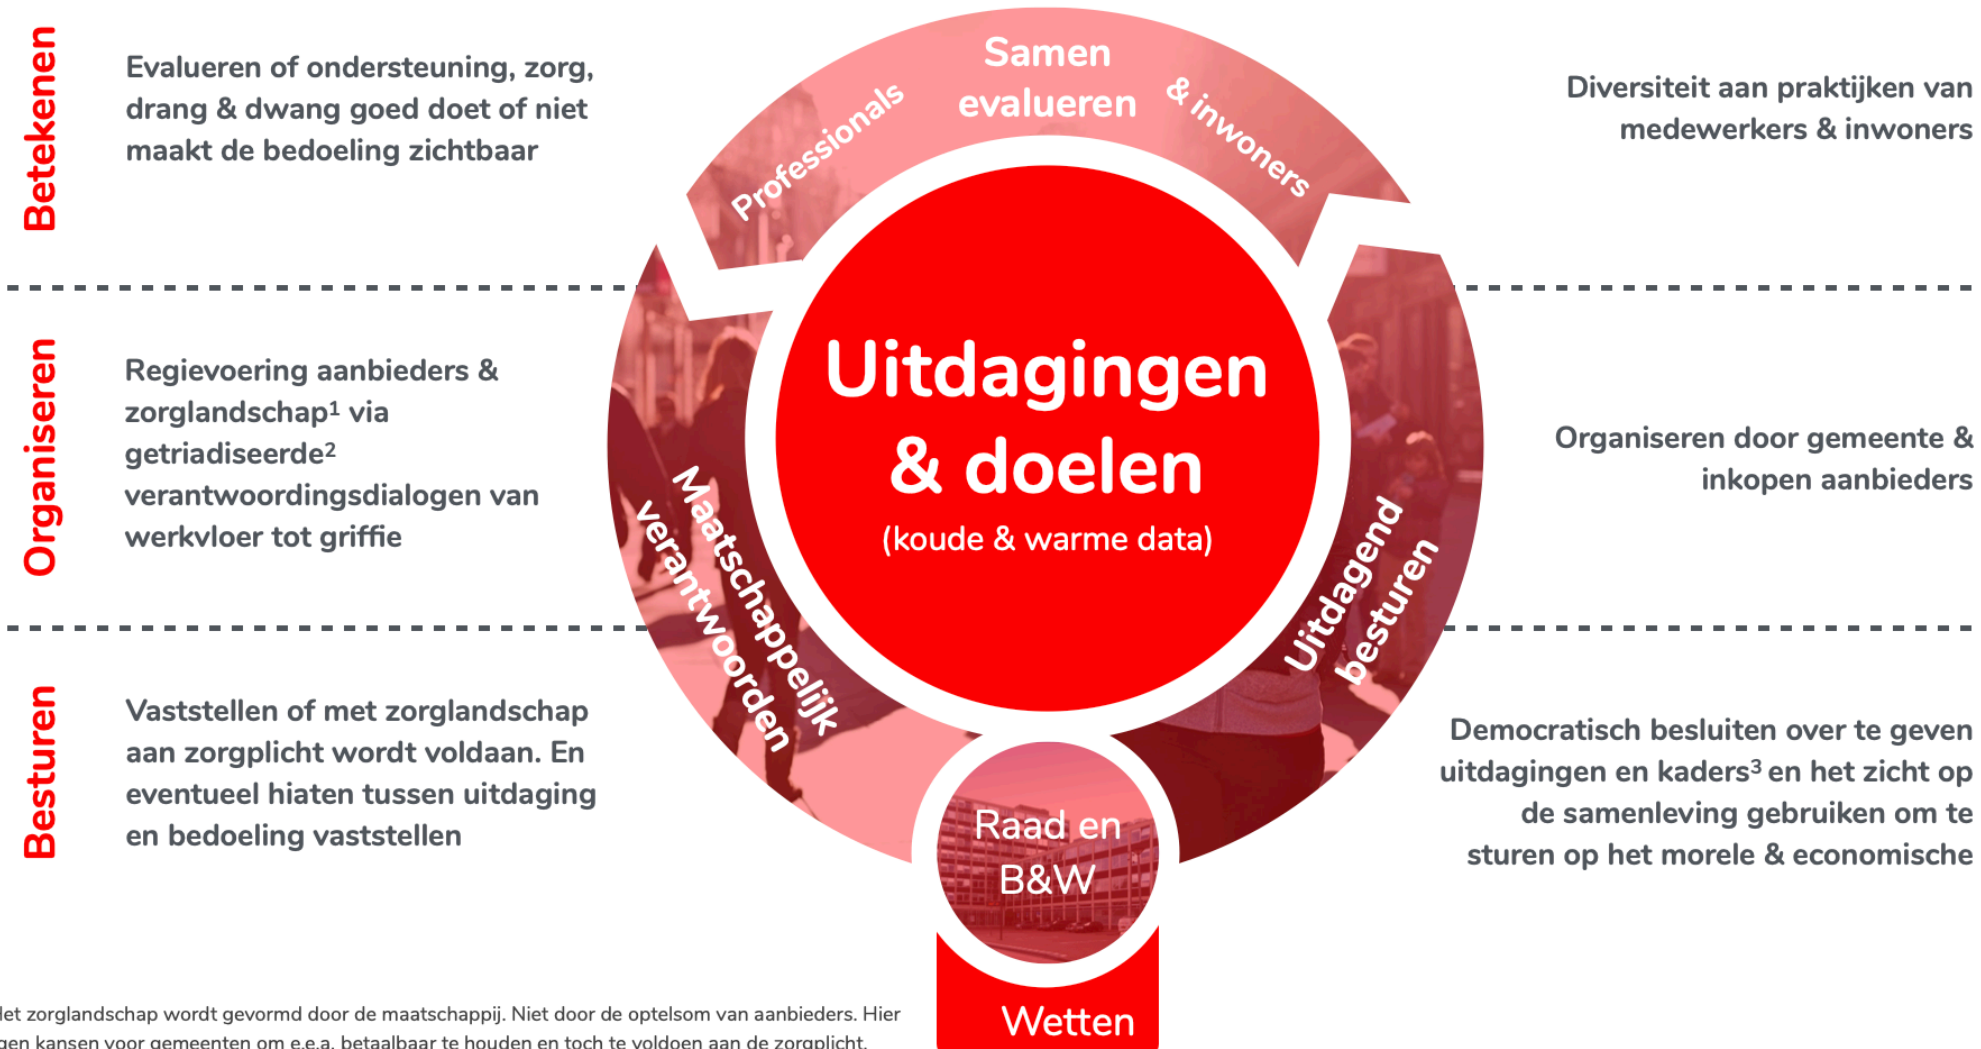 Betekenen
Evalueren of ondersteuning, zorg,
drang & dwang goed doet of niet
maakt de bedoeling zichtbaar
Professionals
Samen
evalueren
& inwoners
Diversiteit aan praktijken van
medewerkers & inwoners
Organiseren
Regievoering aanbieders &
zorglandschap¹ via
getriadiseerde²
verantwoordingsdialogen van
werkvloer tot griffie
Uitdagingen
& doelen
(koude & warme data)
Organiseren door gemeente &
inkopen aanbieders
Maatschappelijk
verantwoorden
Uitdagend
besturen
Besturen
Vaststellen of met zorglandschap
aan zorgplicht wordt voldaan. En
eventueel hiaten tussen uitdaging
en bedoeling vaststellen
Democratisch besluiten over te geven
uitdagingen en kaders³ en het zicht op
de samenleving gebruiken om te
sturen op het morele & economische
Raad en
B&W
Wetten
zorglandschap wordt gevormd door de maatschappij. Niet door de optelsom van aanbieders. Hier
kansen voor gemeenten om e.e.a. betaalbaar te houden en toch te voldoen aan de zorgplicht.